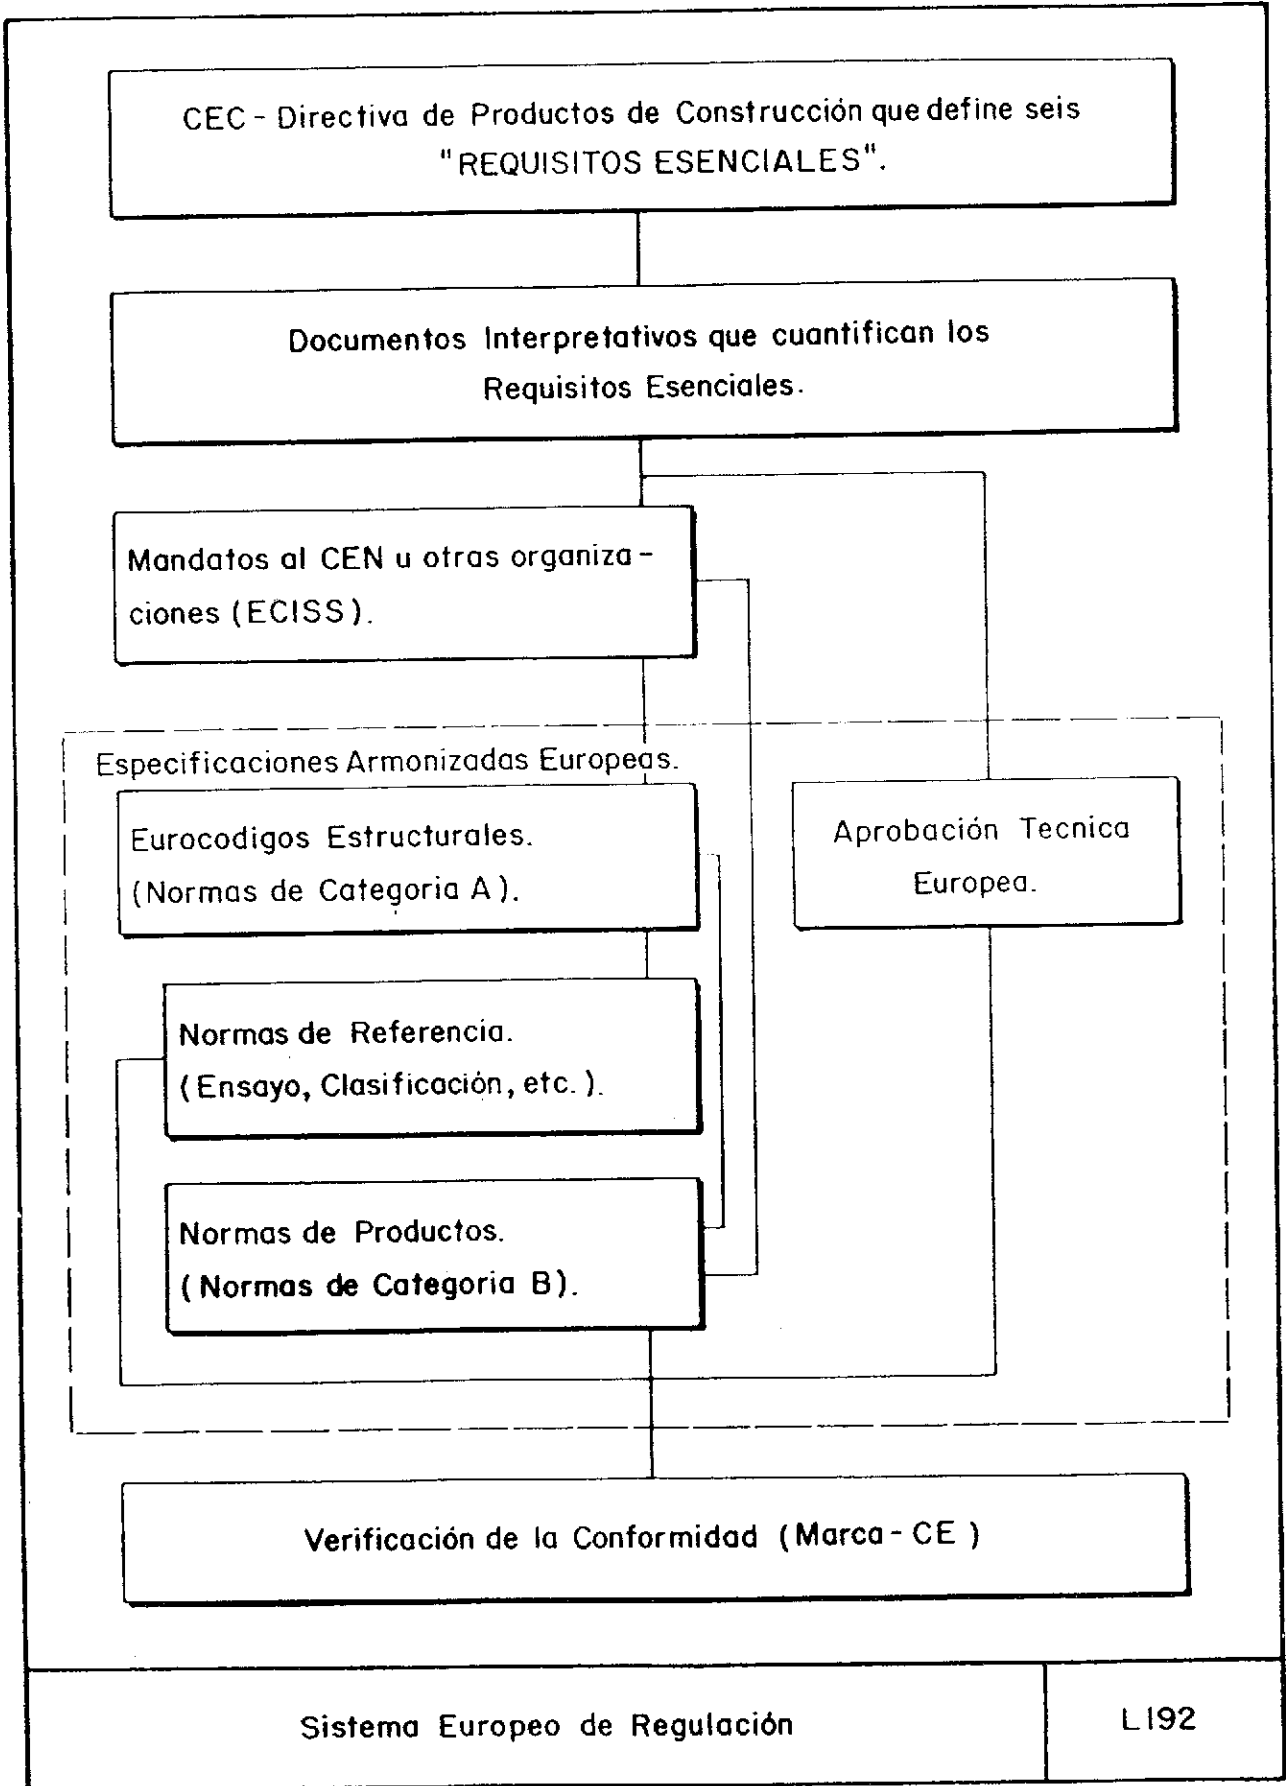 CEC - Directiva de Productos de Construcción que define seis
"REQUISITOS ESENCIALES".
Documentos Interpretativos que cuantifican los
Requisitos Esenciales.
Mandatos al CEN u otras organiza-
ciones (ECISS).
Especificaciones Armonizadas Europeas.
Eurocodigos Estructurales.
(Normas de Categoria A).
Aprobación Tecnica
Europea.
Normas de Referencia.
(Ensayo, Clasificación, etc.).
Normas de Productos.
(Normas de Categoria B).
Verificación de la Conformidad (Marca-CE)
Sistema Europeo de Regulación
L192